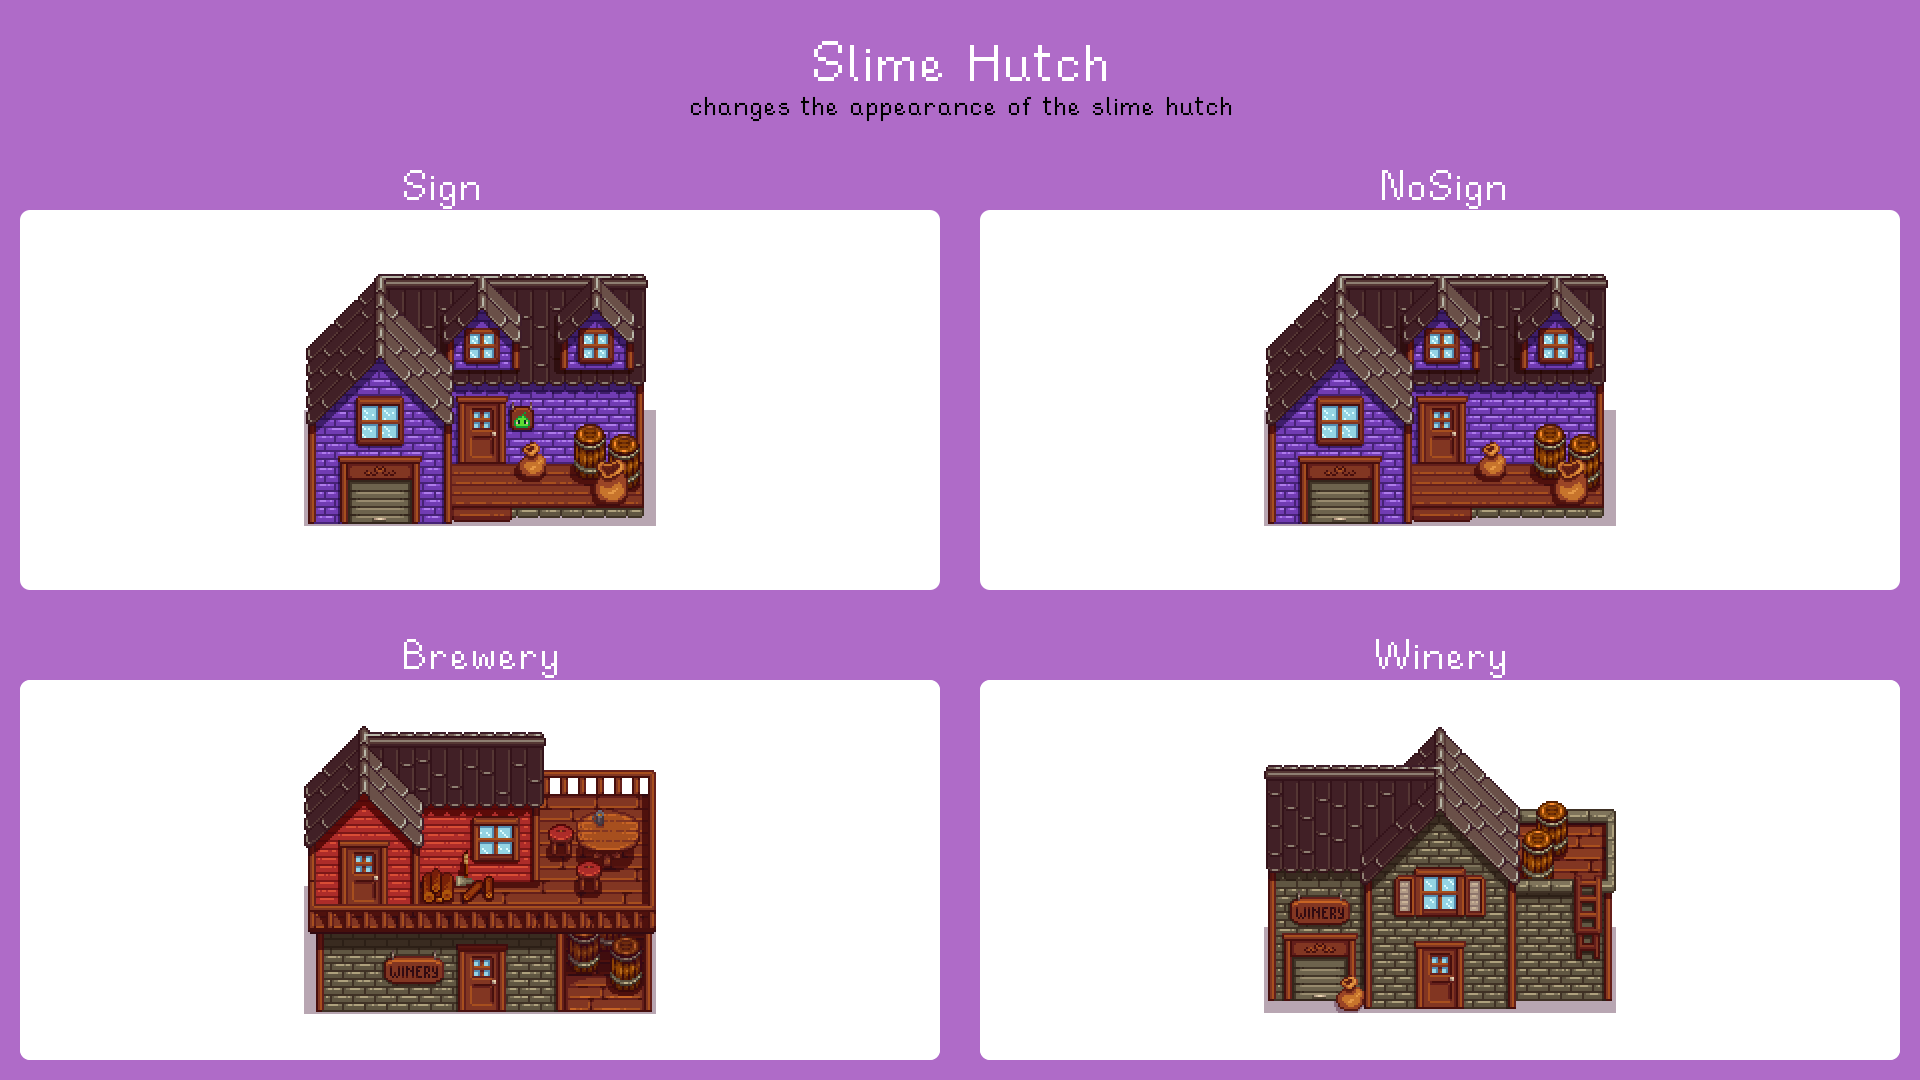 Slime Hutch
changes the appearance of the slime hutch
Sign
NoSign
Brewery
Winery
WINERY
WINERY